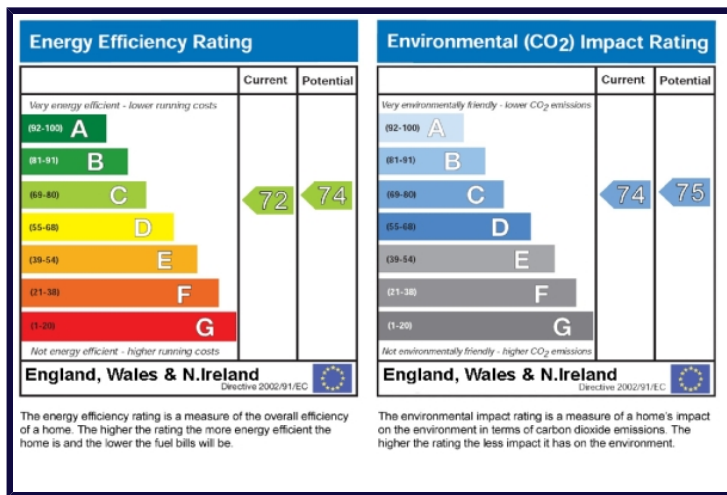 Energy Efficiency Rating
Current Potential
Very energy efficient - lower running costs
(92-100) A
(81-91) B
(69-80) C 72 74
(55-68) D
(39-54) E
(21-38) F
(1-20) G
Not energy efficient - higher running costs
England, Wales & N.Ireland
Directive 2002/91/EC
The energy efficiency rating is a measure of the overall efficiency
of a home. The higher the rating the more energy efficient the
home is and the lower the fuel bills will be.
Environmental (CO2) Impact Rating
Current Potential
Very environmentally friendly - lower CO2 emissions
(92-100) A
(81-91) B
(69-80) C 74 75
(55-68) D
(39-54) E
(21-38) F
(1-20) G
Not environmentally friendly - higher CO2 emissions
England, Wales & N.Ireland
Directive 2002/91/EC
The environmental impact rating is a measure of a home's impact
on the environment in terms of carbon dioxide emissions. The
higher the rating the less impact it has on the environment.